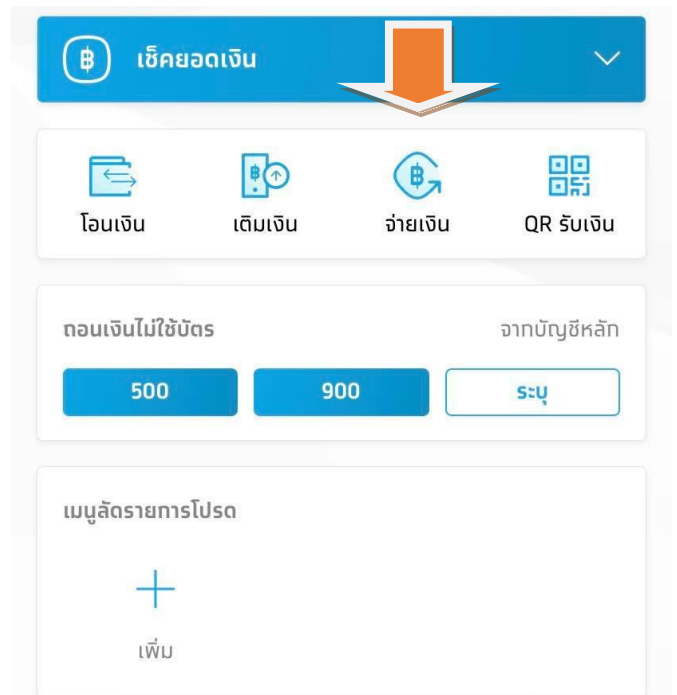 เช็คยอดเงิน
โอนเงิน เติมเงิน จ่ายเงิน QR รับเงิน
ถอนเงินไม่ใช้บัตร จากบัญชีหลัก
500 900 ระบุ
เมนูลัดรายการโปรด
เพิ่ม